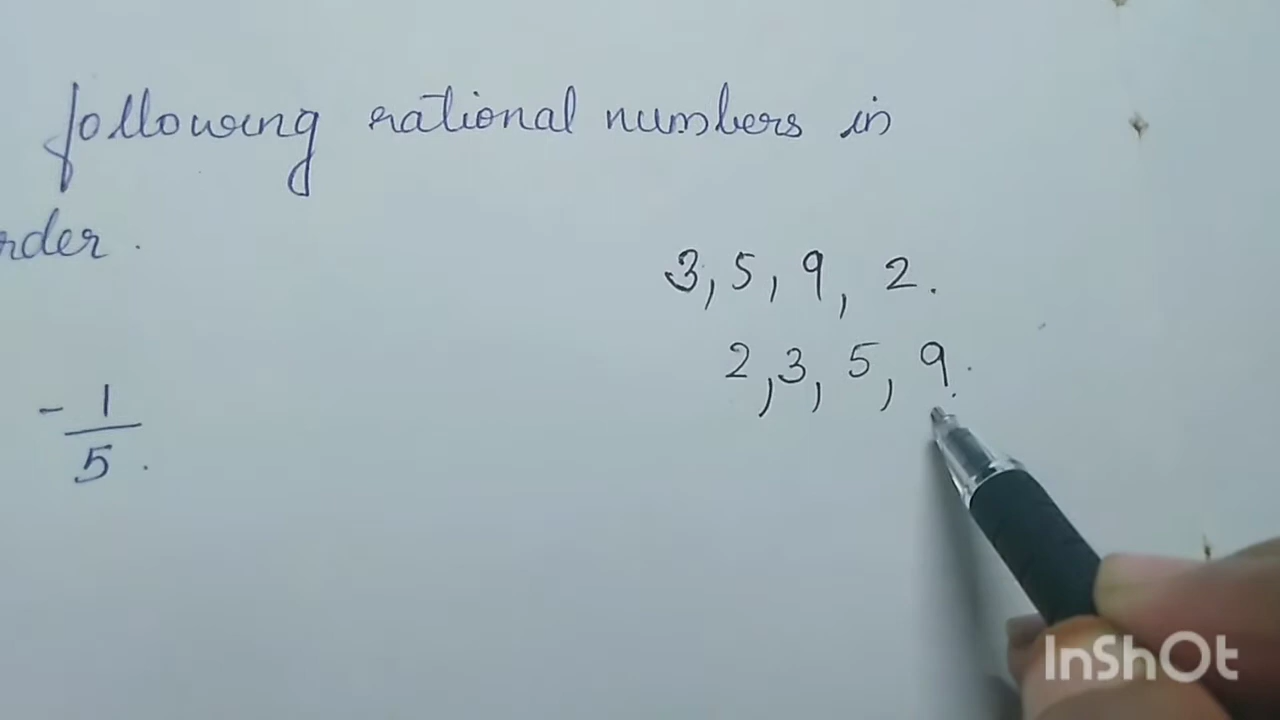 following rational numbers in
rder.
3, 5, 9, 2.
2, 3, 5, 9.
- 1/5.
InShOt